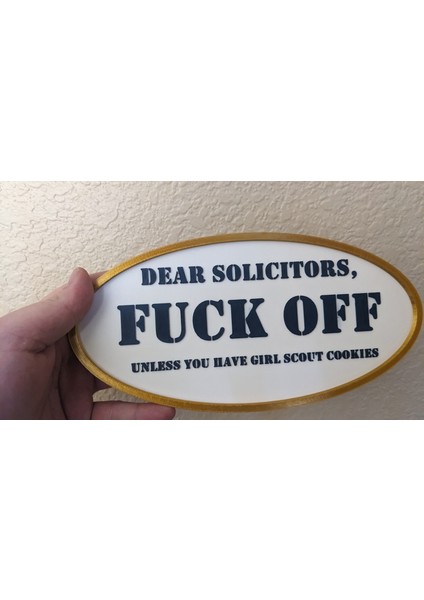 DEAR SOLICITORS,
FUCK OFF
UNLESS YOU HAVE GIRL SCOUT COOKIES